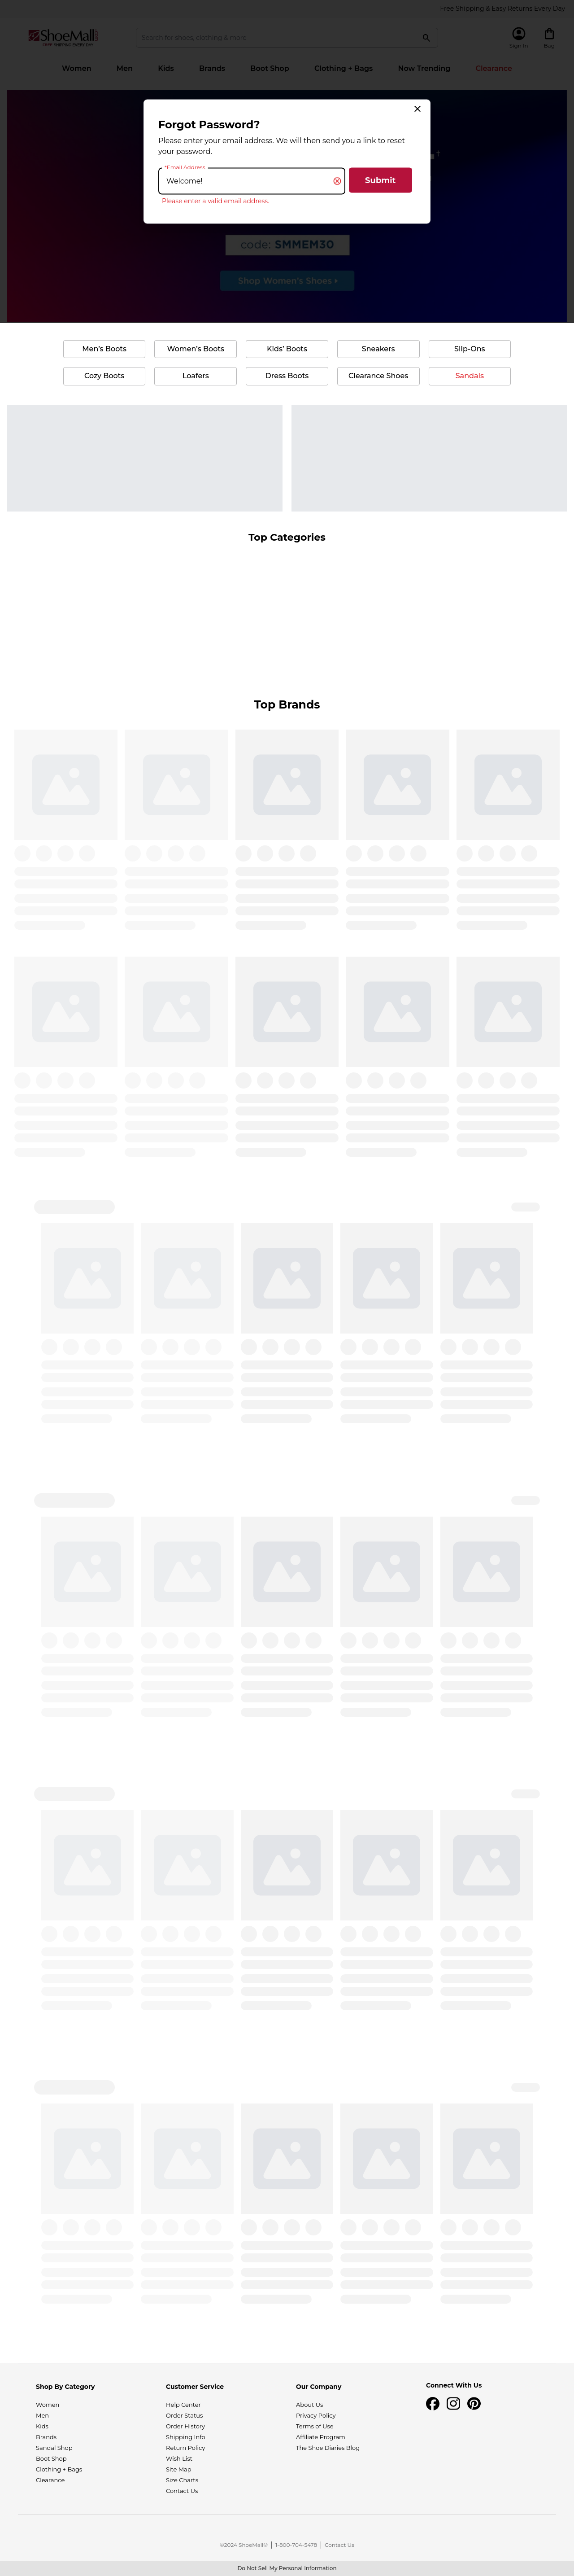 Free Shipping & Easy Returns Every Day
ShoeMall
FREE SHIPPING EVERY DAY
Search for shoes, clothing & more
Sign In
Bag
Women Men Kids Brands Boot Shop Clothing + Bags Now Trending Clearance
Forgot Password?
Please enter your email address. We will then send you a link to reset
your password.
*Email Address
Welcome!
Submit
Please enter a valid email address.
code: SMMEM30
Shop Women's Shoes
Men's Boots Women's Boots Kids' Boots Sneakers Slip-Ons
Cozy Boots Loafers Dress Boots Clearance Shoes Sandals
Top Categories
Top Brands
Shop By Category
Women
Men
Kids
Brands
Sandal Shop
Boot Shop
Clothing + Bags
Clearance
Customer Service
Help Center
Order Status
Order History
Shipping Info
Return Policy
Wish List
Site Map
Size Charts
Contact Us
Our Company
About Us
Privacy Policy
Terms of Use
Affiliate Program
The Shoe Diaries Blog
Connect With Us
©2024 ShoeMall® | 1-800-704-5478 | Contact Us
Do Not Sell My Personal Information